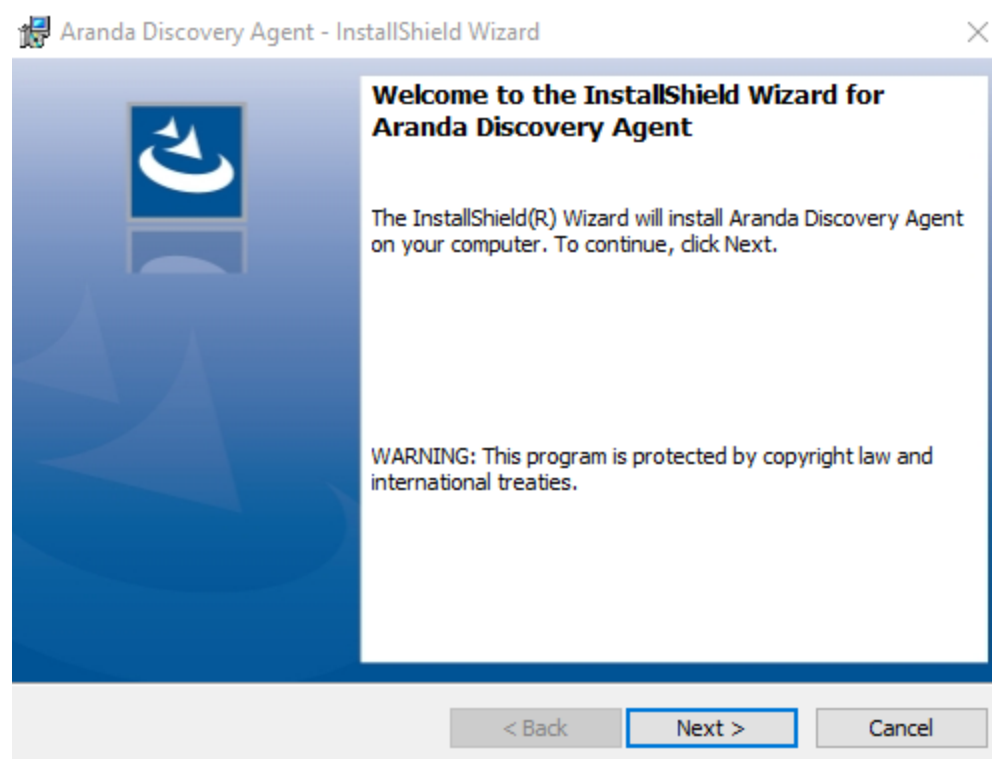 Aranda Discovery Agent - InstallShield Wizard
Welcome to the InstallShield Wizard for
Aranda Discovery Agent
The InstallShield(R) Wizard will install Aranda Discovery Agent
on your computer. To continue, click Next.
WARNING: This program is protected by copyright law and
international treaties.
< Back
Next >
Cancel